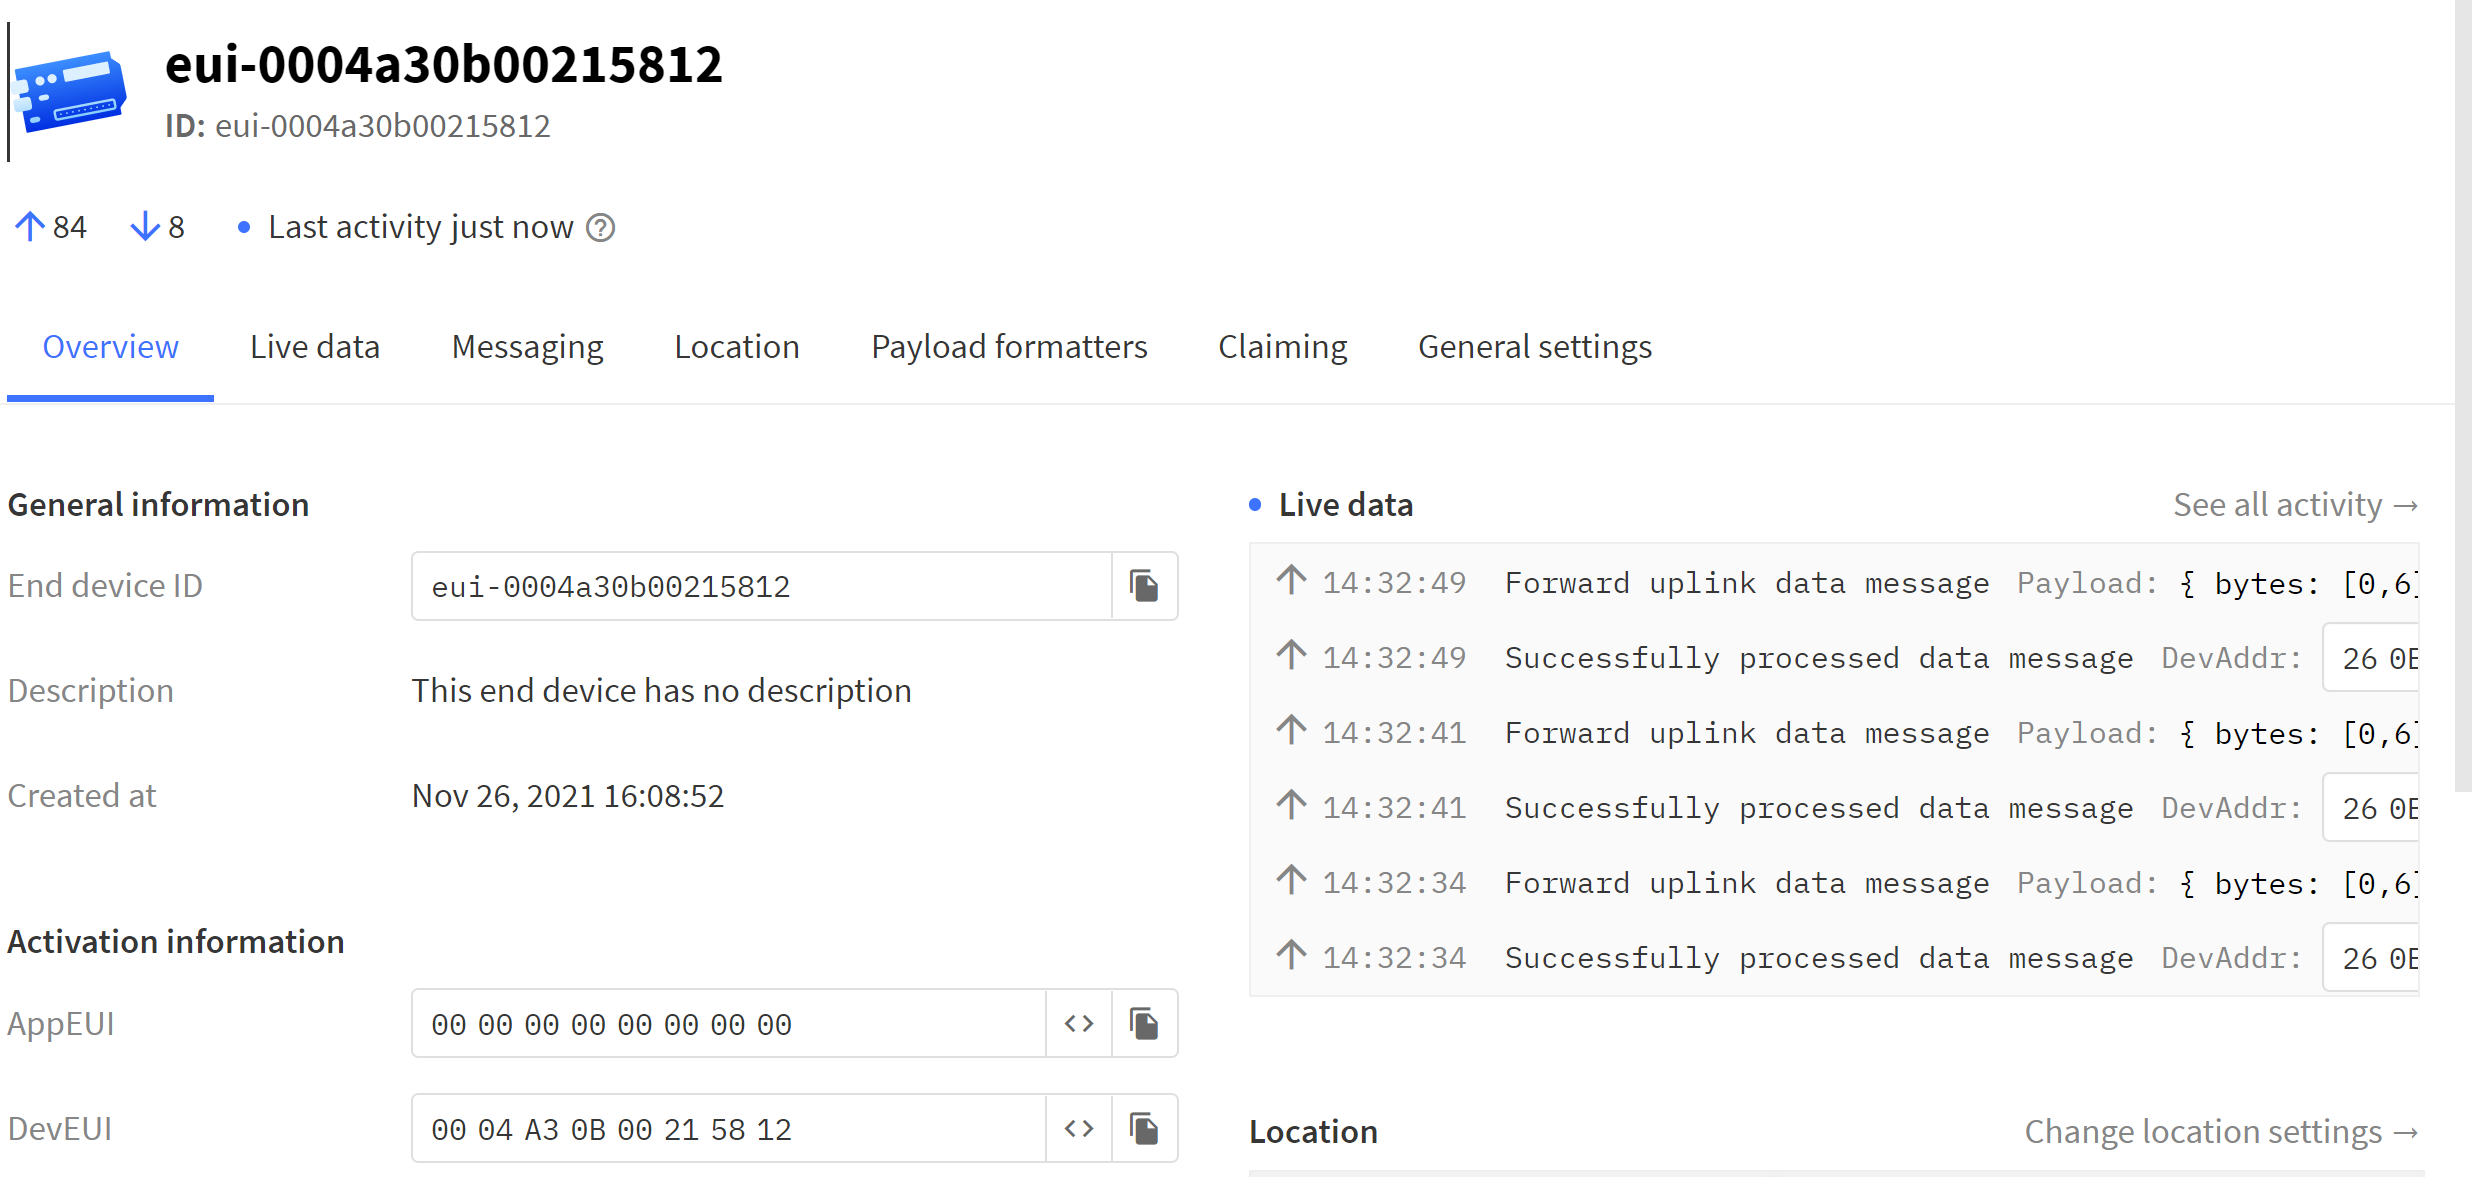 eui-0004a30b00215812
ID: eui-0004a30b00215812
84 8 Last activity just now
Overview Live data Messaging Location Payload formatters Claiming General settings
General information
End device ID eui-0004a30b00215812
Description This end device has no description
Created at Nov 26, 2021 16:08:52
Activation information
AppEUI 00 00 00 00 00 00 00 00
DevEUI 00 04 A3 0B 00 21 58 12
Live data See all activity →
14:32:49 Forward uplink data message Payload: { bytes: [0,6]
14:32:49 Successfully processed data message DevAddr: 26 0B
14:32:41 Forward uplink data message Payload: { bytes: [0,6]
14:32:41 Successfully processed data message DevAddr: 26 0B
14:32:34 Forward uplink data message Payload: { bytes: [0,6]
14:32:34 Successfully processed data message DevAddr: 26 0B
Location Change location settings →